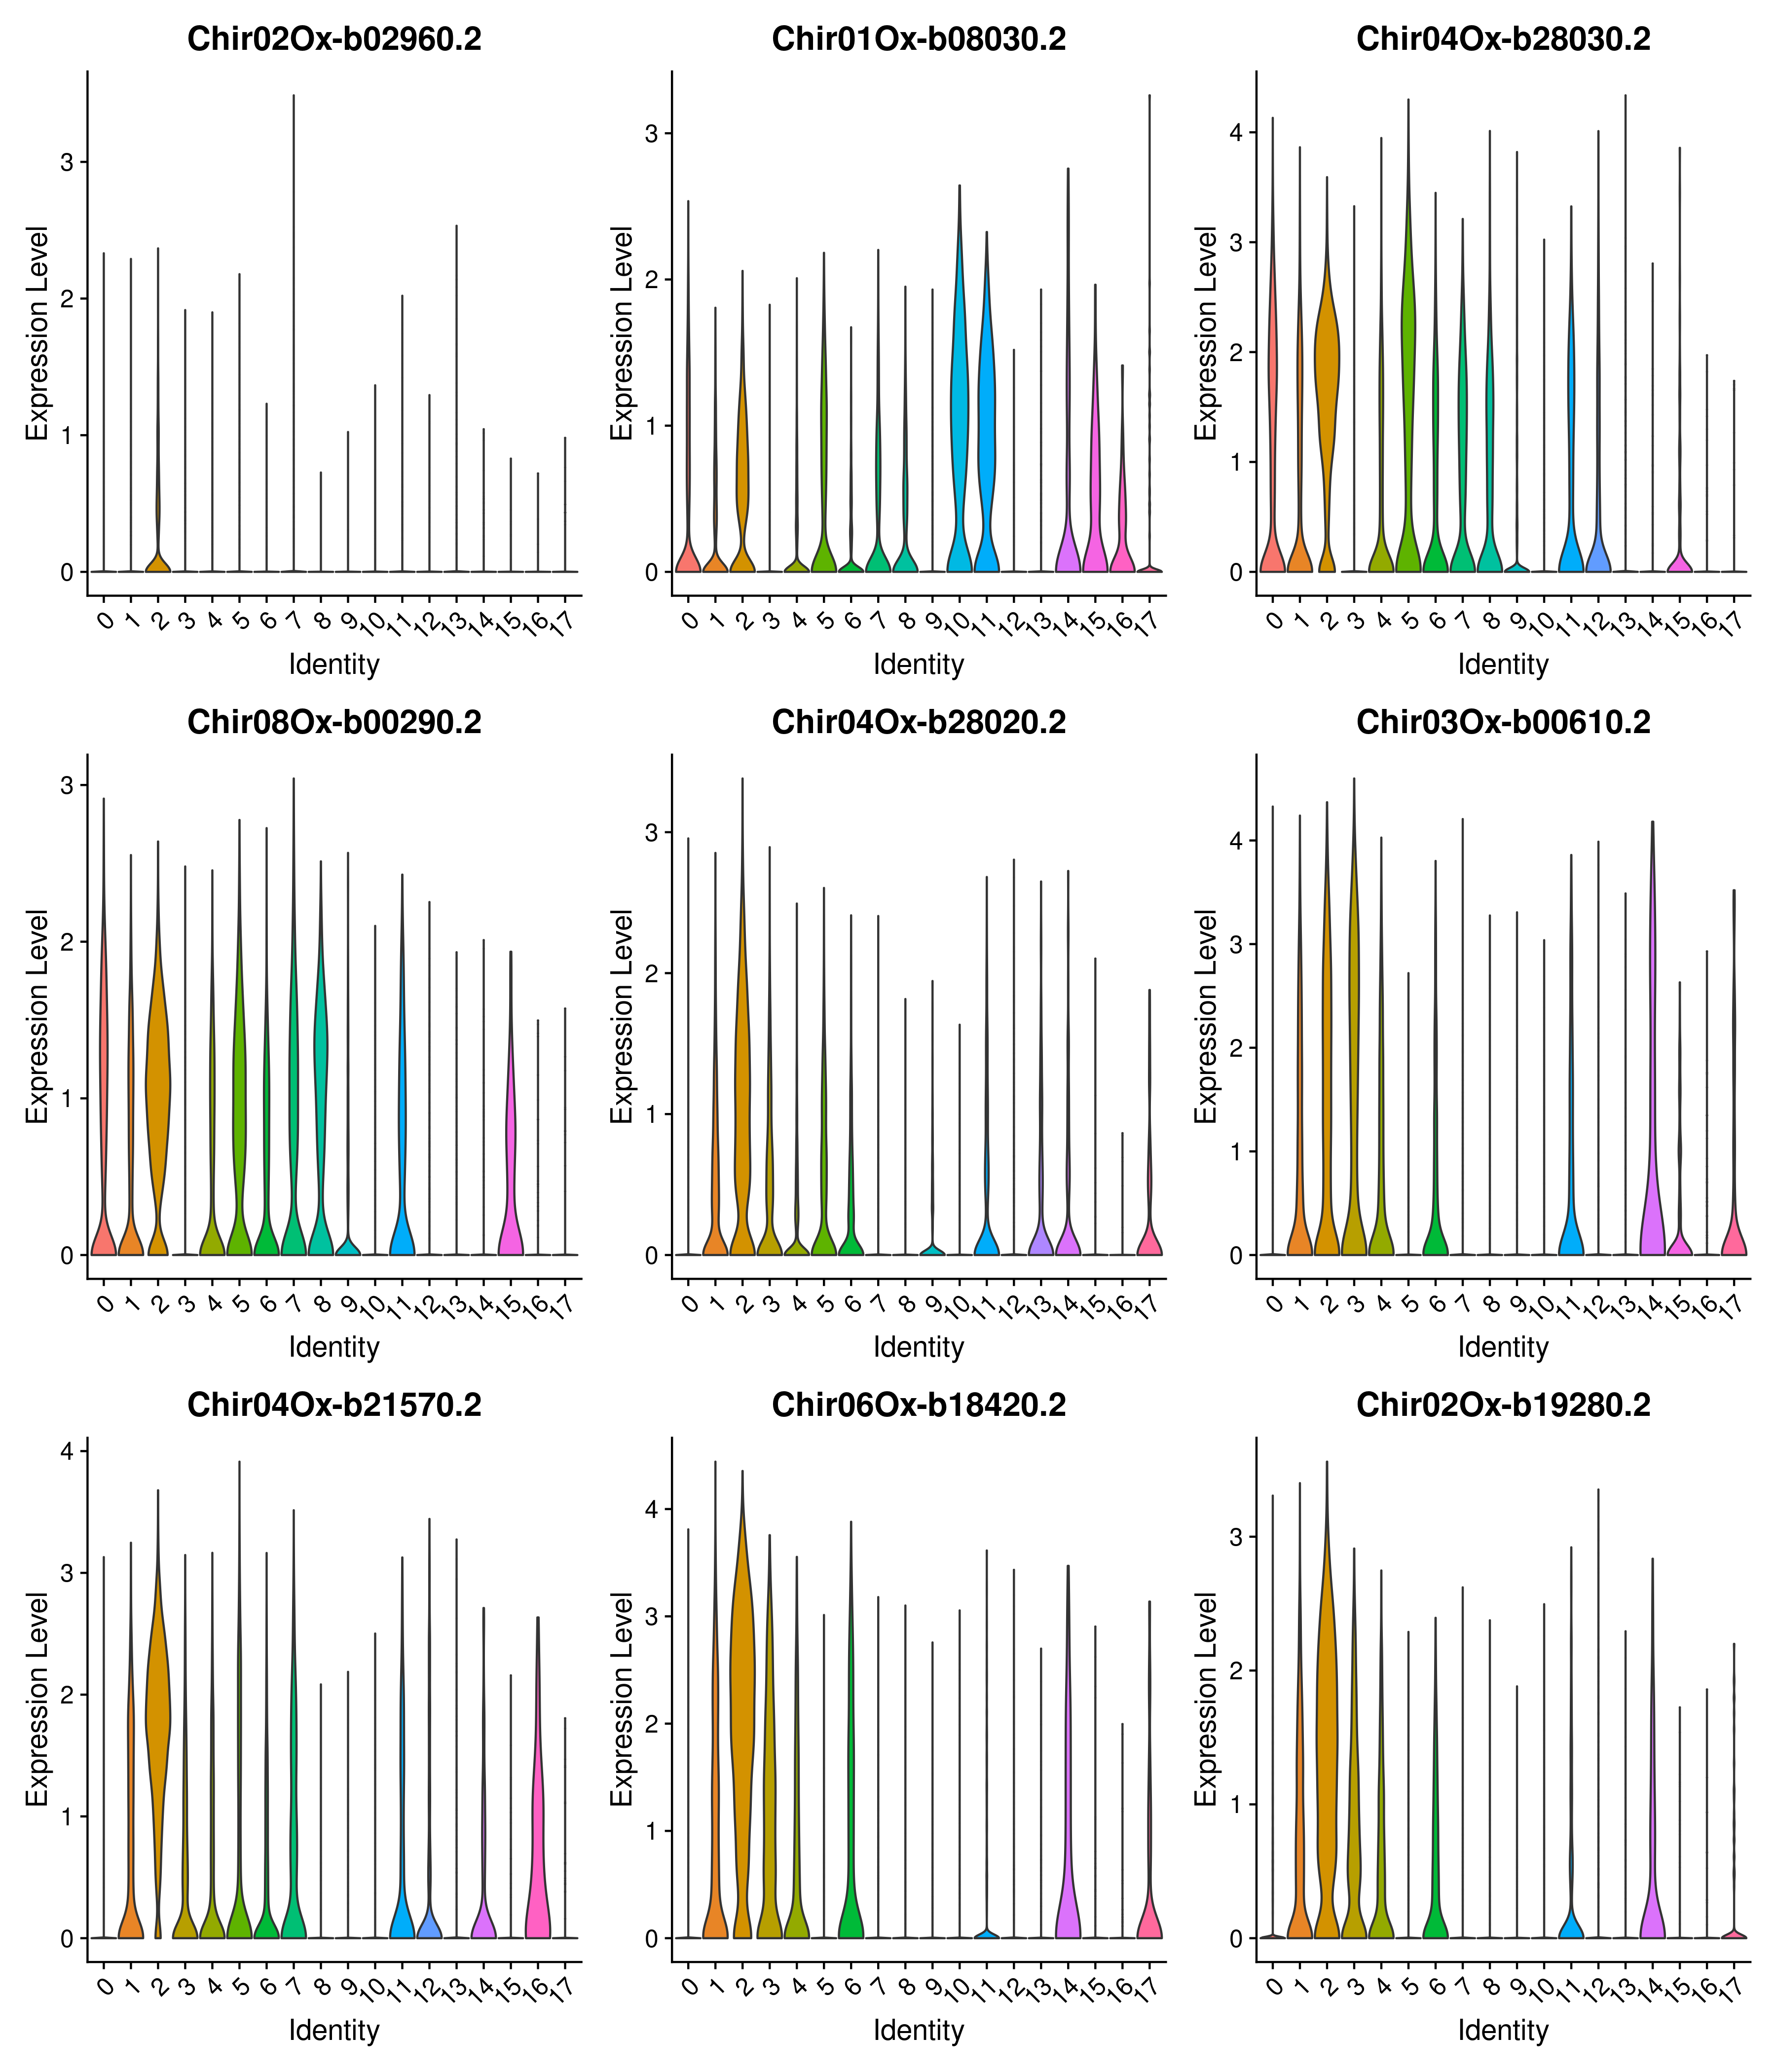 Chir02Ox-b02960.2
Expression Level
3
2
1
0
0 1 2 3 4 5 6 7 8 9 10 11 12 13 14 15 16 17
Identity
Chir01Ox-b08030.2
Expression Level
3
2
1
0
0 1 2 3 4 5 6 7 8 9 10 11 12 13 14 15 16 17
Identity
Chir04Ox-b28030.2
Expression Level
4
3
2
1
0
0 1 2 3 4 5 6 7 8 9 10 11 12 13 14 15 16 17
Identity
Chir08Ox-b00290.2
Expression Level
3
2
1
0
0 1 2 3 4 5 6 7 8 9 10 11 12 13 14 15 16 17
Identity
Chir04Ox-b28020.2
Expression Level
3
2
1
0
0 1 2 3 4 5 6 7 8 9 10 11 12 13 14 15 16 17
Identity
Chir03Ox-b00610.2
Expression Level
4
3
2
1
0
0 1 2 3 4 5 6 7 8 9 10 11 12 13 14 15 16 17
Identity
Chir04Ox-b21570.2
Expression Level
4
3
2
1
0
0 1 2 3 4 5 6 7 8 9 10 11 12 13 14 15 16 17
Identity
Chir06Ox-b18420.2
Expression Level
4
3
2
1
0
0 1 2 3 4 5 6 7 8 9 10 11 12 13 14 15 16 17
Identity
Chir02Ox-b19280.2
Expression Level
3
2
1
0
0 1 2 3 4 5 6 7 8 9 10 11 12 13 14 15 16 17
Identity